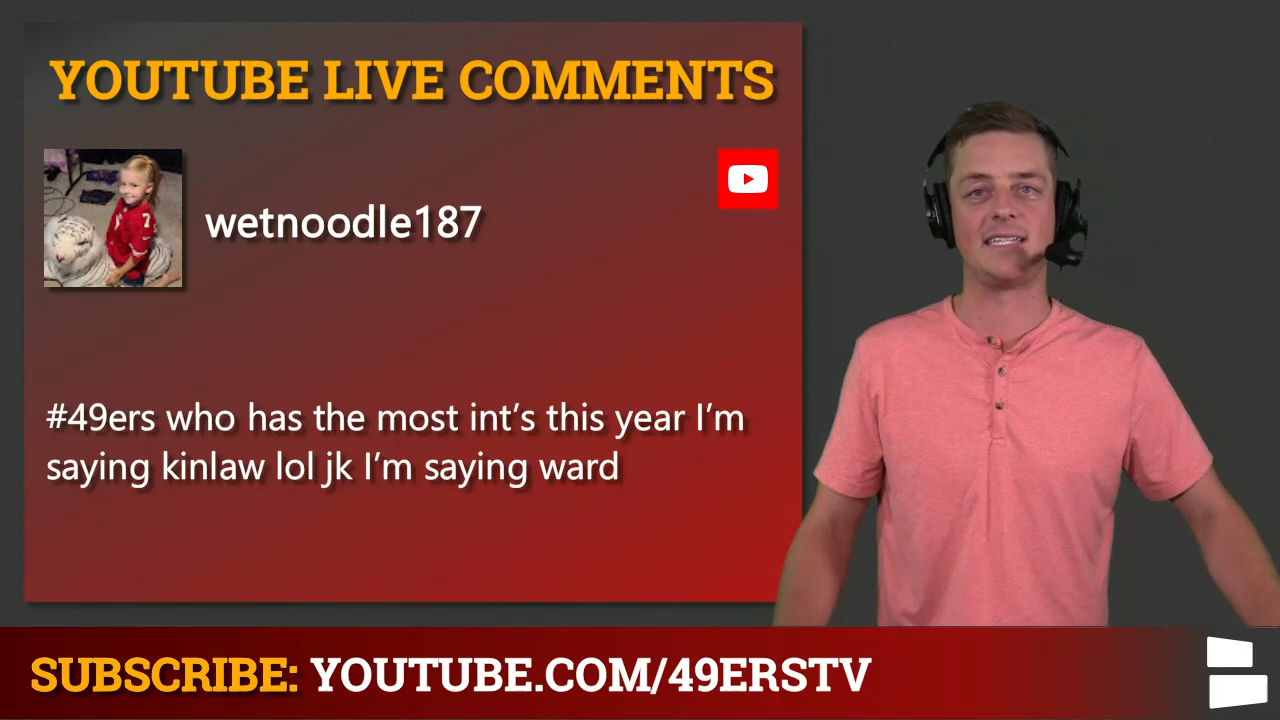 YOUTUBE LIVE COMMENTS
wetnoodle187
7
#49ers who has the most int's this year I'm
saying kinlaw lol jk I'm saying ward
SUBSCRIBE: YOUTUBE.COM/49ERSTV